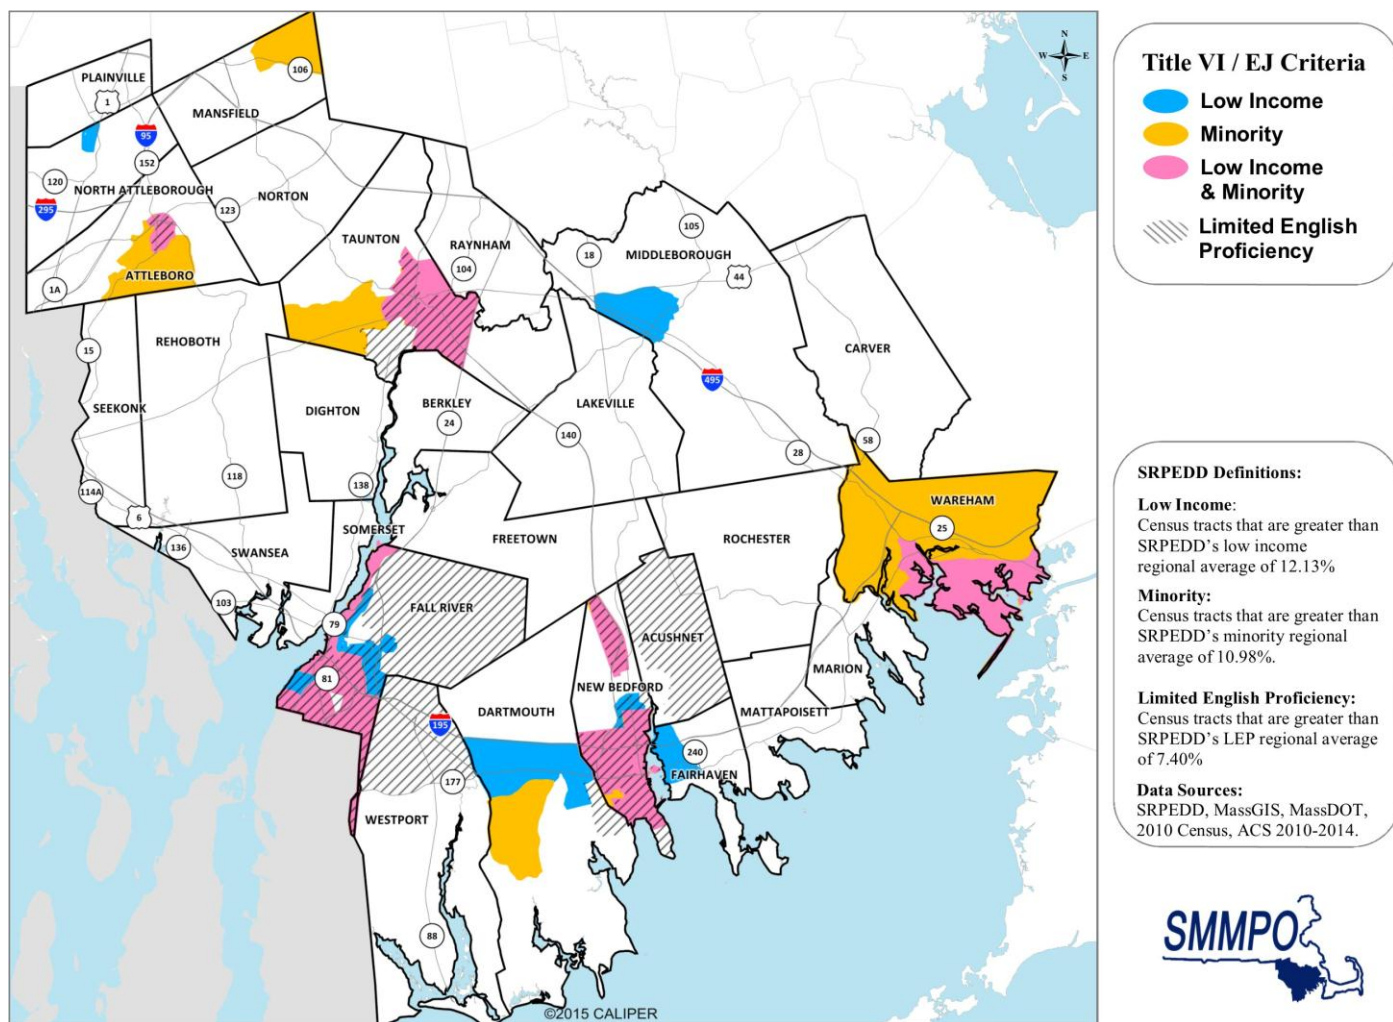 PLAINVILLE
1
106
MANSFIELD
95
152
120
NORTH ATTLEBOROUGH
295
123
NORTON
TAUNTON
RAYNHAM
104
ATTLEBORO
1A
18
105
MIDDLEBOROUGH
44
15
REHOBOTH
CARVER
495
SEEKONK
DIGHTON
BERKLEY
24
LAKEVILLE
140
28
58
118
114A
138
6
136
SWANSEA
SOMERSET
FREETOWN
ROCHESTER
WAREHAM
25
103
79
FALL RIVER
ACUSHNET
81
NEW BEDFORD
MARION
DARTMOUTH
MATTAPOISETT
195
240
FAIRHAVEN
177
WESTPORT
88
©2015 CALIPER
N
W E
S
Title VI / EJ Criteria
Low Income
Minority
Low Income
& Minority
Limited English
Proficiency
SRPEDD Definitions:
Low Income:
Census tracts that are greater than
SRPEDD's low income
regional average of 12.13%
Minority:
Census tracts that are greater than
SRPEDD's minority regional
average of 10.98%.
Limited English Proficiency:
Census tracts that are greater than
SRPEDD's LEP regional average
of 7.40%
Data Sources:
SRPEDD, MassGIS, MassDOT,
2010 Census, ACS 2010-2014.
SMMPO